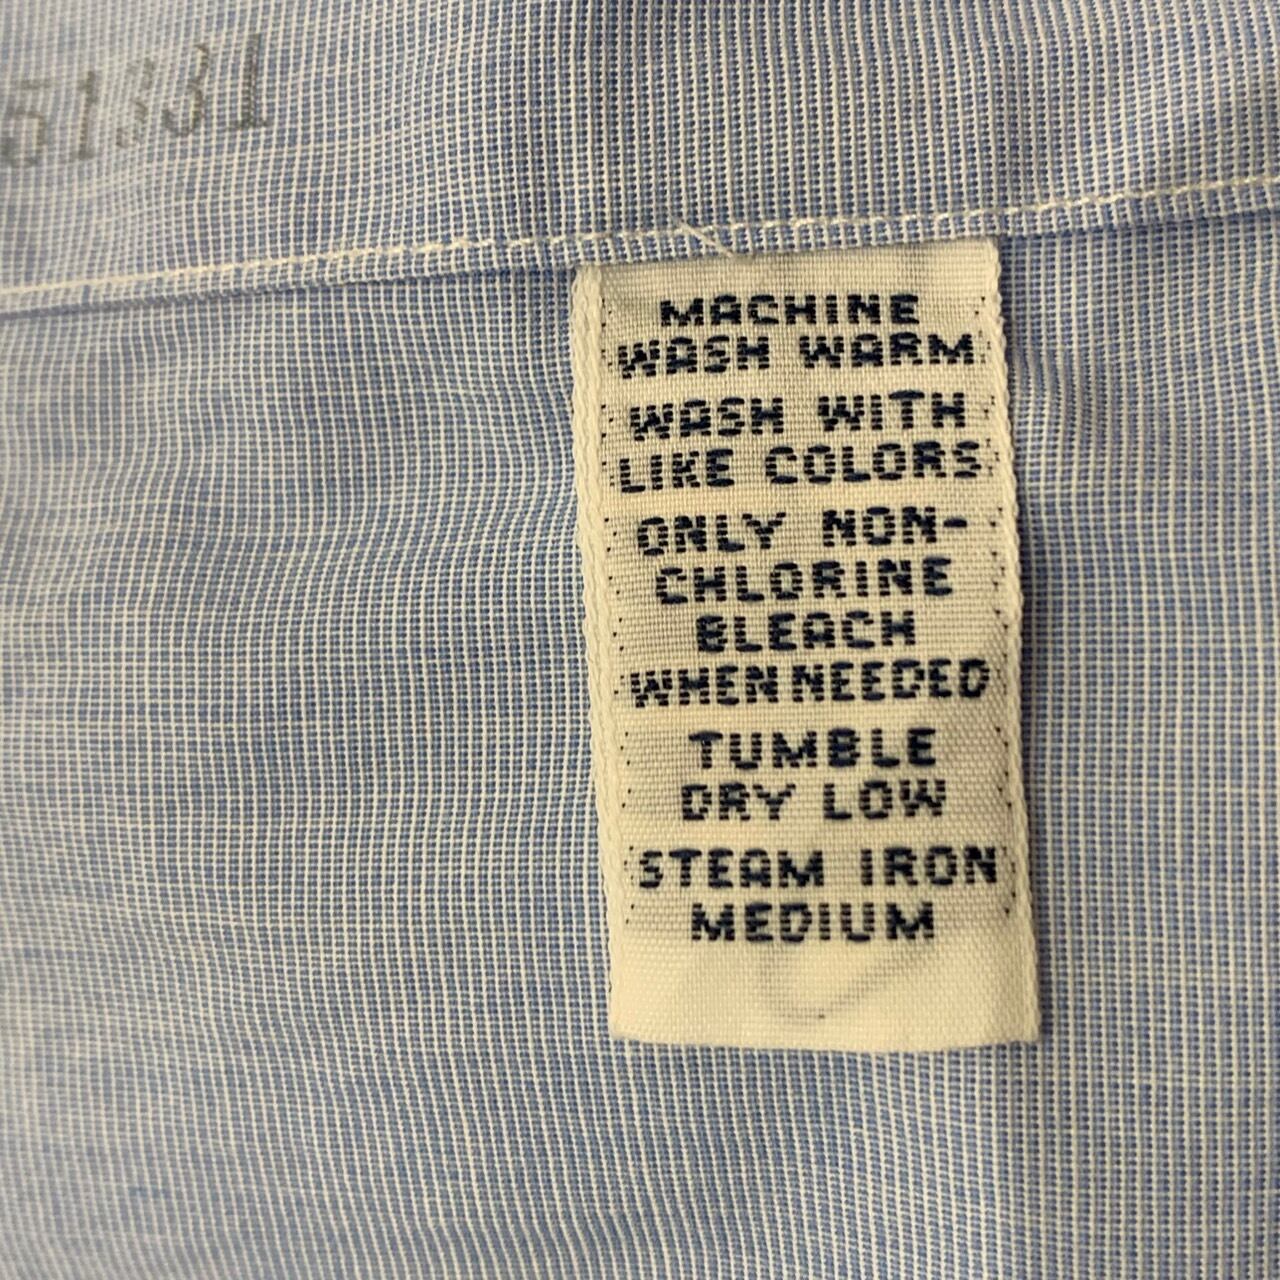 51331
MACHINE
WASH WARM
WASH WITH
LIKE COLORS
ONLY NON-
CHLORINE
BLEACH
WHEN NEEDED
TUMBLE
DRY LOW
STEAM IRON
MEDIUM